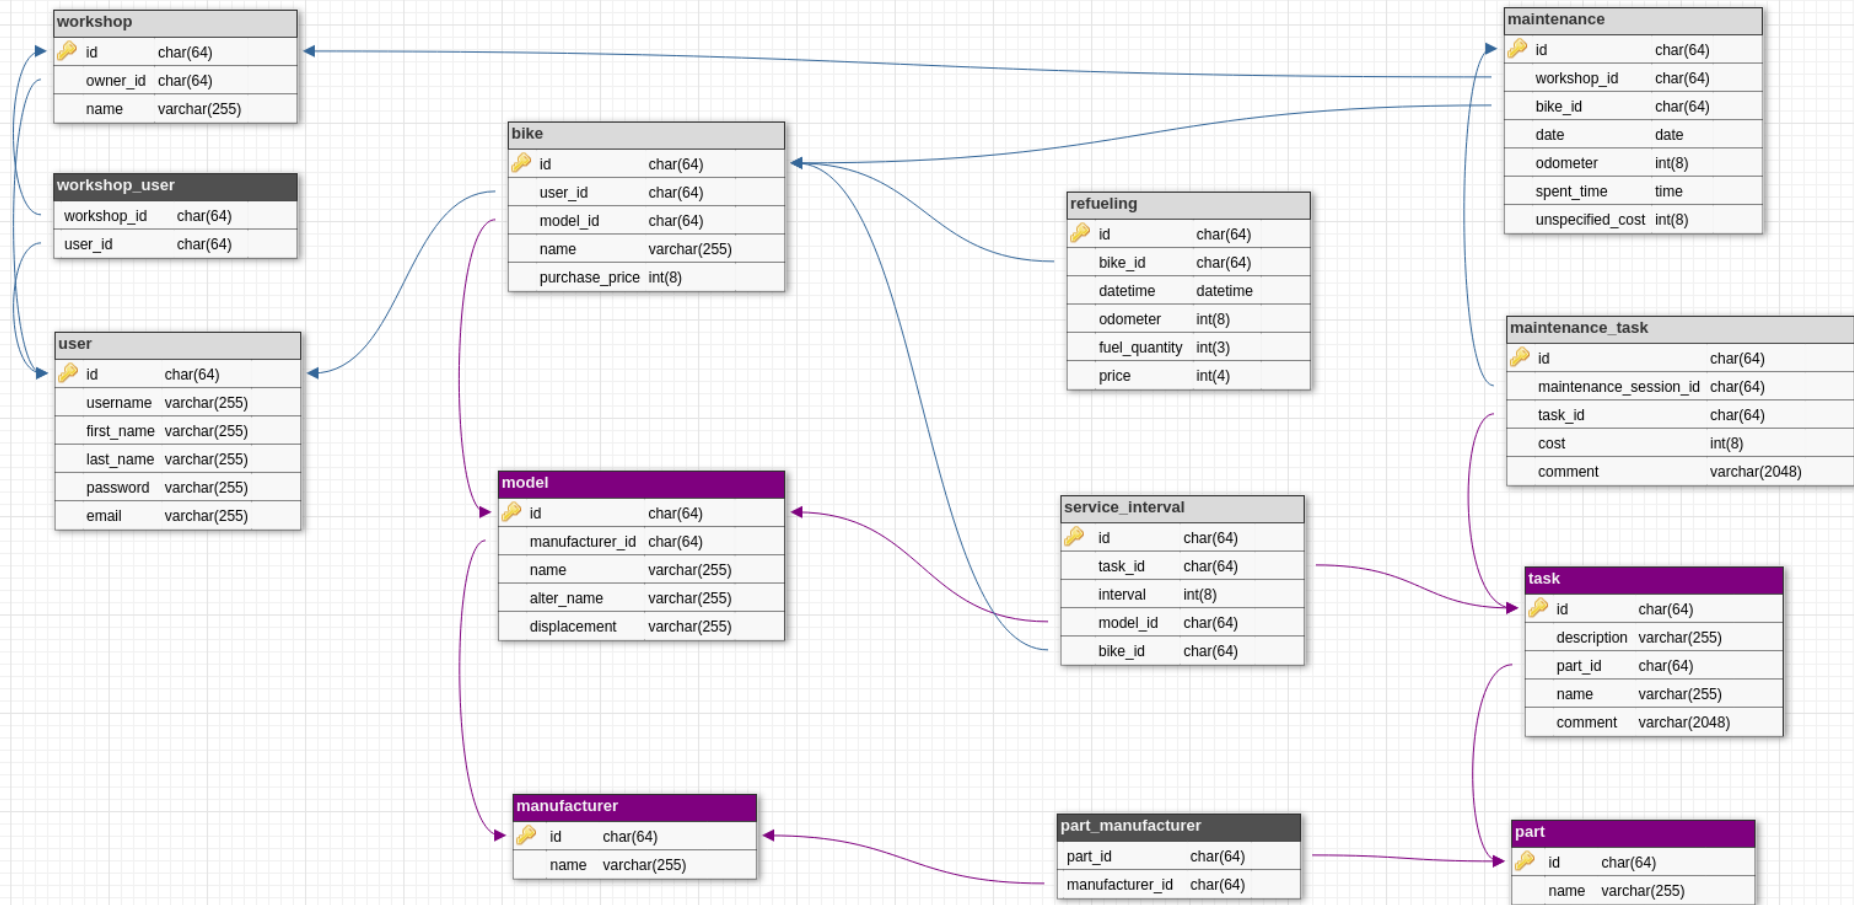 workshop
id char(64)
owner_id char(64)
name varchar(255)
workshop_user
workshop_id char(64)
user_id char(64)
user
id char(64)
username varchar(255)
first_name varchar(255)
last_name varchar(255)
password varchar(255)
email varchar(255)
bike
id char(64)
user_id char(64)
model_id char(64)
name varchar(255)
purchase_price int(8)
model
id char(64)
manufacturer_id char(64)
name varchar(255)
alter_name varchar(255)
displacement varchar(255)
manufacturer
id char(64)
name varchar(255)
refueling
id char(64)
bike_id char(64)
datetime datetime
odometer int(8)
fuel_quantity int(3)
price int(4)
service_interval
id char(64)
task_id char(64)
interval int(8)
model_id char(64)
bike_id char(64)
part_manufacturer
part_id char(64)
manufacturer_id char(64)
maintenance
id char(64)
workshop_id char(64)
bike_id char(64)
date date
odometer int(8)
spent_time time
unspecified_cost int(8)
maintenance_task
id char(64)
maintenance_session_id char(64)
task_id char(64)
cost int(8)
comment varchar(2048)
task
id char(64)
description varchar(255)
part_id char(64)
name varchar(255)
comment varchar(2048)
part
id char(64)
name varchar(255)